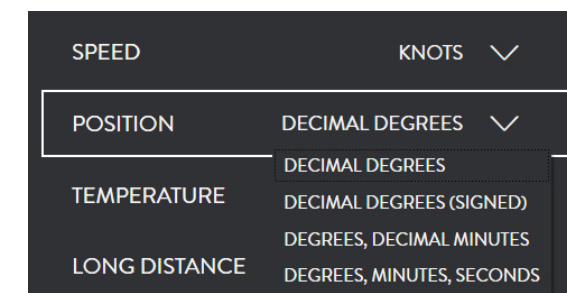 SPEED KNOTS
POSITION DECIMAL DEGREES
DECIMAL DEGREES
TEMPERATURE DECIMAL DEGREES (SIGNED)
DEGREES, DECIMAL MINUTES
LONG DISTANCE DEGREES, MINUTES, SECONDS